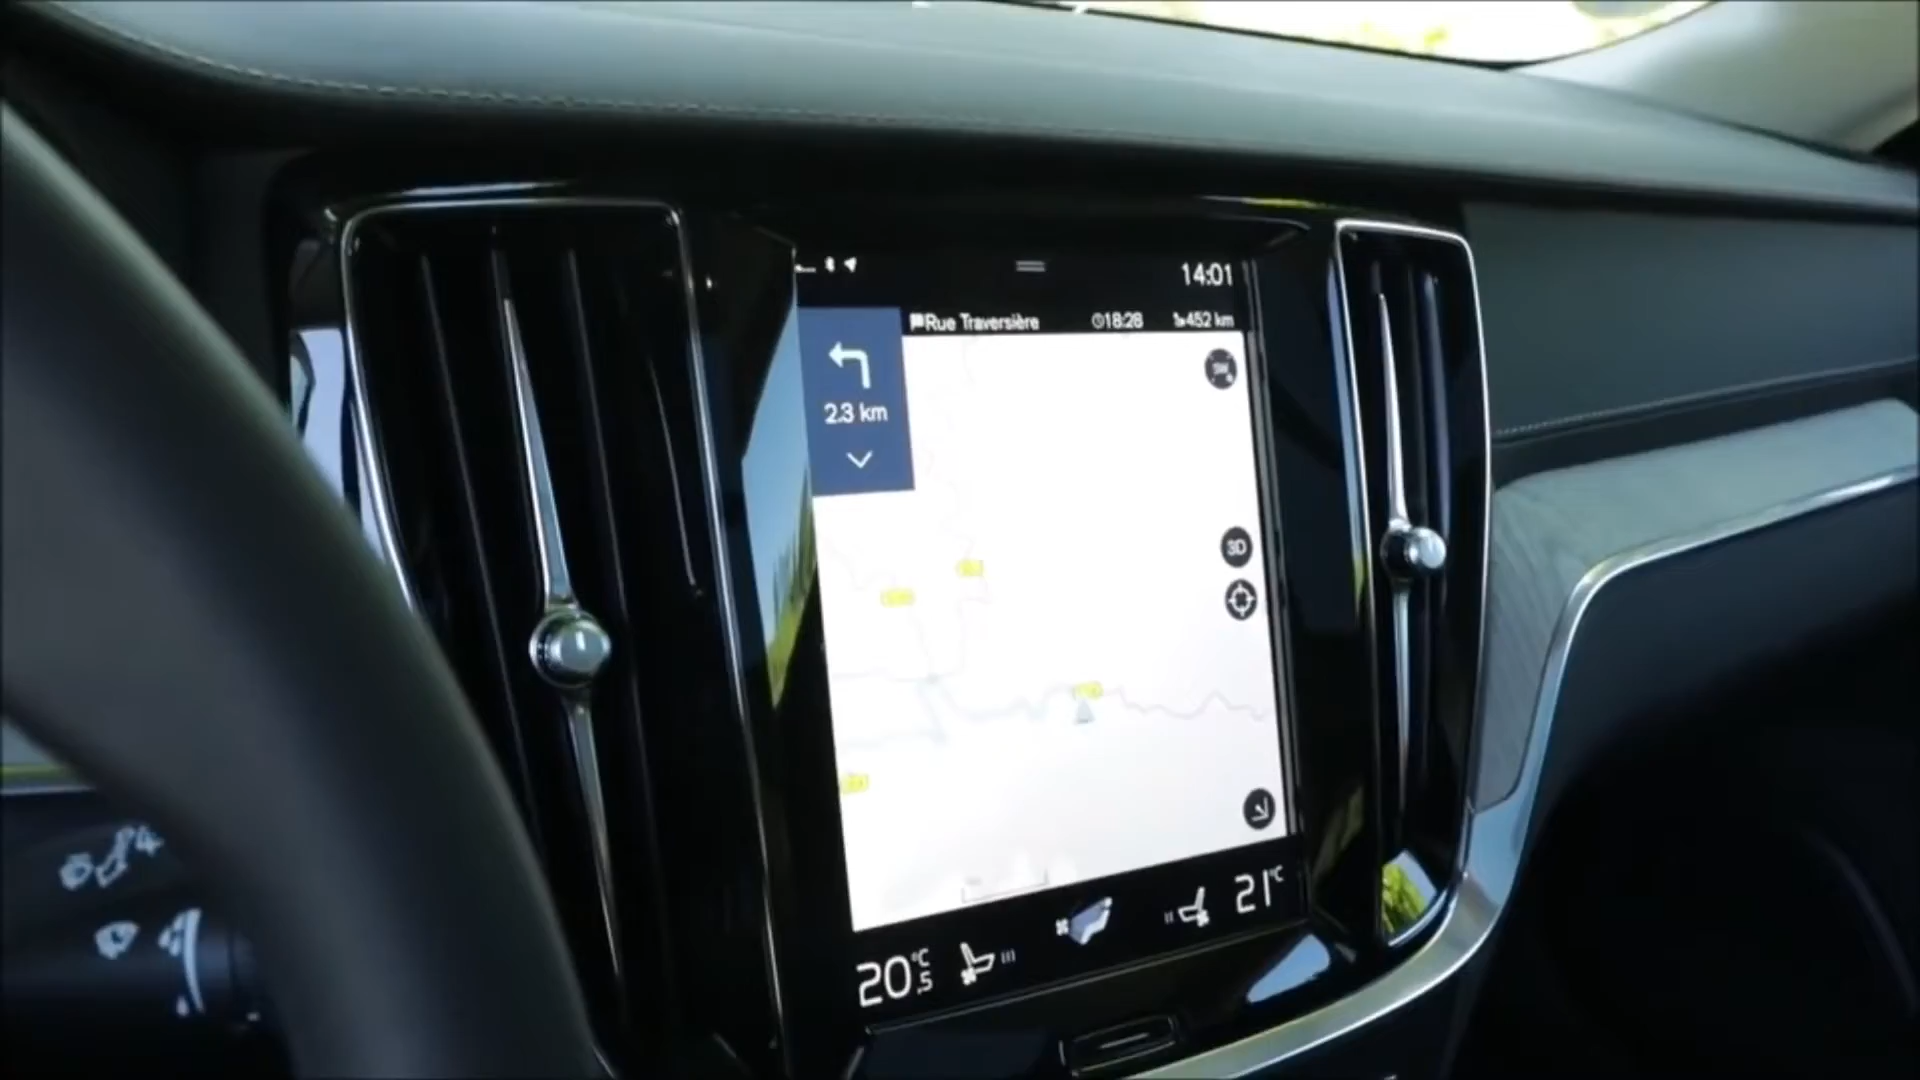 14:01
Rue Traversière 18:28 452 km
2.3 km
3D
20,5 °C
21 °C